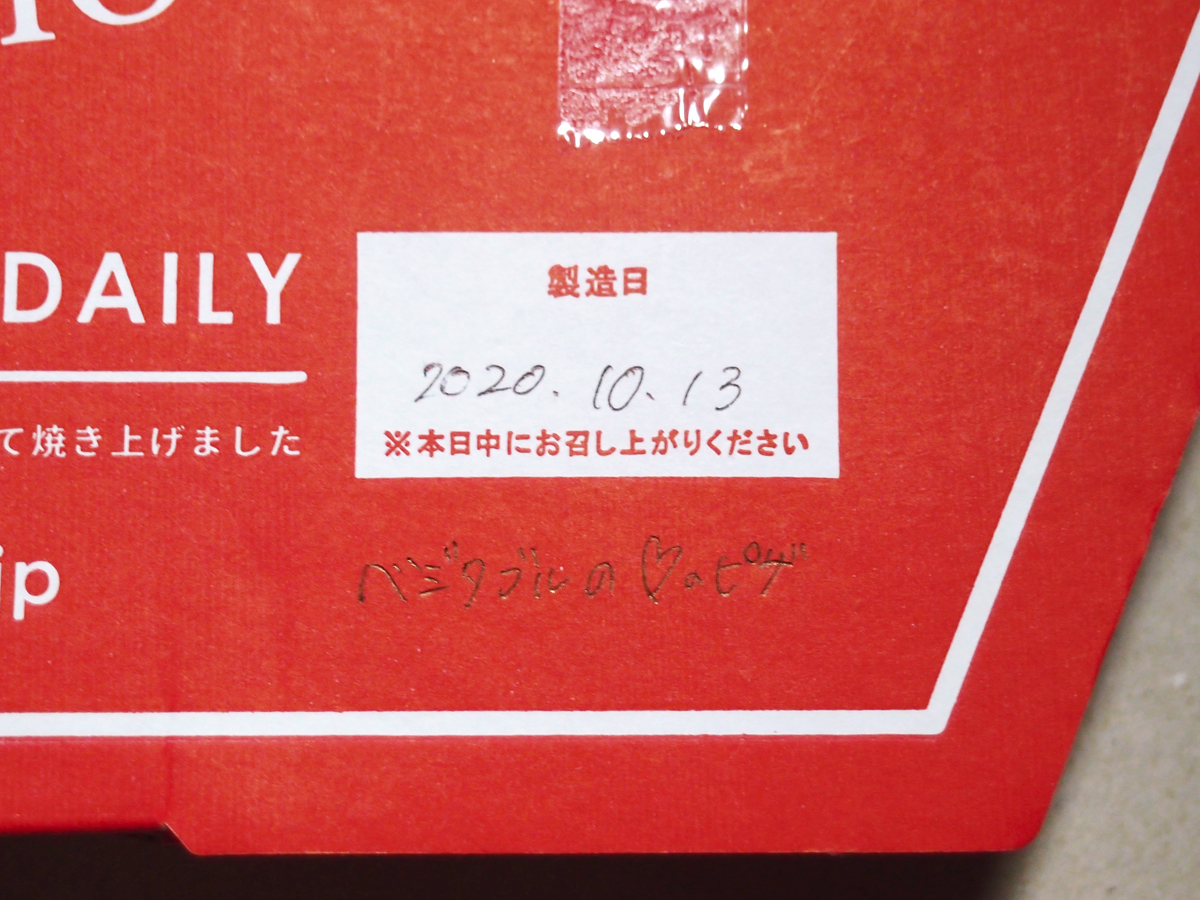 DAILY
て焼き上げました
jp
製造日
2020.10.13
※本日中にお召し上がりください
ベジタブルの♡のピザ